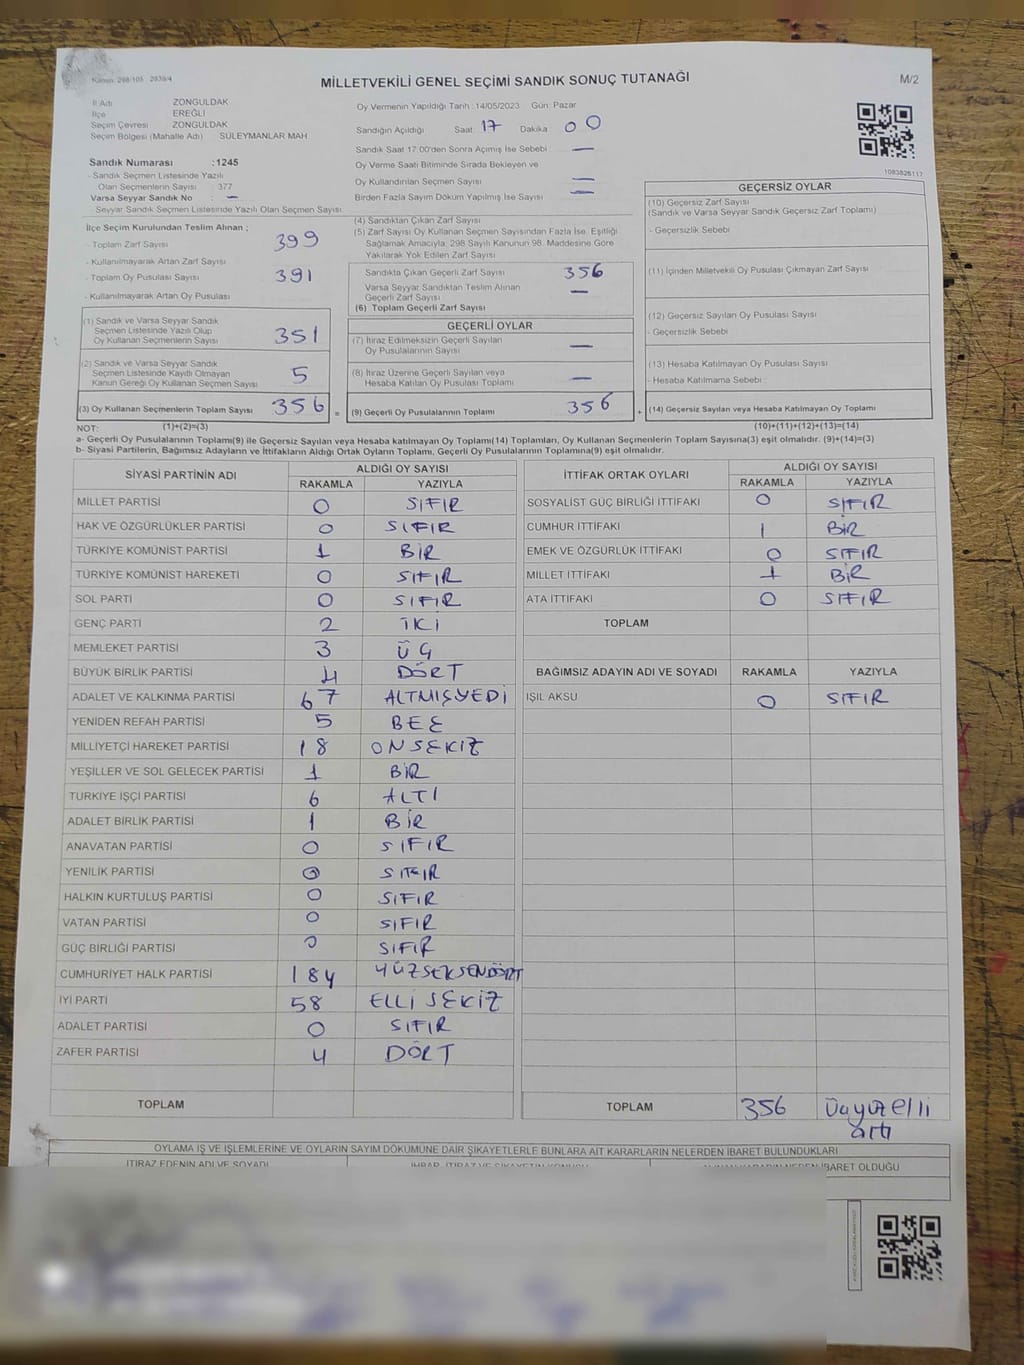 Kanun: 298/105 2839/4
MİLLETVEKİLİ GENEL SEÇİMİ SANDIK SONUÇ TUTANAĞI
M/2
İl Adı ZONGULDAK
İlçe EREĞLİ
Seçim Çevresi ZONGULDAK
Seçim Bölgesi (Mahalle Adı) SÜLEYMANLAR MAH
Sandık Numarası :1245
- Sandık Seçmen Listesinde Yazılı
Olan Seçmenlerin Sayısı : 377
Varsa Seyyar Sandık No : —
Seyyar Sandık Seçmen Listesinde Yazılı Olan Seçmen Sayısı
İlçe Seçim Kurulundan Teslim Alınan ;
- Toplam Zarf Sayısı 399
- Kullanılmayarak Artan Zarf Sayısı
- Toplam Oy Pusulası Sayısı 391
- Kullanılmayarak Artan Oy Pusulası
(1) Sandık ve Varsa Seyyar Sandık
Seçmen Listesinde Yazılı Olup
Oy Kullanan Seçmenlerin Sayısı 351
(2) Sandık ve Varsa Seyyar Sandık
Seçmen Listesinde Kayıtlı Olmayan
Kanun Gereği Oy Kullanan Seçmen Sayısı 5
(3) Oy Kullanan Seçmenlerin Toplam Sayısı 356 =
Oy Vermenin Yapıldığı Tarih : 14/05/2023 Gün: Pazar
Sandığın Açıldığı Saat 17 Dakika 00
Sandık Saat 17:00'den Sonra Açılmış İse Sebebi —
Oy Verme Saati Bitiminde Sırada Bekleyen ve
Oy Kullandırılan Seçmen Sayısı —
Birden Fazla Sayım Döküm Yapılmış İse Sayısı —
(4) Sandıktan Çıkan Zarf Sayısı
(5) Zarf Sayısı Oy Kullanan Seçmen Sayısından Fazla İse, Eşitliği
Sağlamak Amacıyla, 298 Sayılı Kanunun 98. Maddesine Göre
Yakılarak Yok Edilen Zarf Sayısı
Sandıkta Çıkan Geçerli Zarf Sayısı 356
Varsa Seyyar Sandıktan Teslim Alınan
Geçerli Zarf Sayısı —
(6) Toplam Geçerli Zarf Sayısı
GEÇERLİ OYLAR
(7) İtiraz Edilmeksizin Geçerli Sayılan
Oy Pusulalarının Sayısı —
(8) İtiraz Üzerine Geçerli Sayılan veya
Hesaba Katılan Oy Pusulası Toplamı —
(9) Geçerli Oy Pusulalarının Toplamı 356 +
1083826117
GEÇERSİZ OYLAR
(10) Geçersiz Zarf Sayısı
(Sandık ve Varsa Seyyar Sandık Geçersiz Zarf Toplamı)
- Geçersizlik Sebebi
(11) İçinden Milletvekili Oy Pusulası Çıkmayan Zarf Sayısı
(12) Geçersiz Sayılan Oy Pusulası Sayısı
- Geçersizlik Sebebi
(13) Hesaba Katılmayan Oy Pusulası Sayısı
- Hesaba Katılmama Sebebi
(14) Geçersiz Sayılan veya Hesaba Katılmayan Oy Toplamı
NOT: (1)+(2)=(3) (10)+(11)+(12)+(13)=(14)
a- Geçerli Oy Pusulalarının Toplamı(9) ile Geçersiz Sayılan veya Hesaba katılmayan Oy Toplamı(14) Toplamları, Oy Kullanan Seçmenlerin Toplam Sayısına(3) eşit olmalıdır. (9)+(14)=(3)
b- Siyasi Partilerin, Bağımsız Adayların ve İttifakların Aldığı Ortak Oyların Toplamı, Geçerli Oy Pusulalarının Toplamına(9) eşit olmalıdır.
SİYASİ PARTİNİN ADI ALDIĞI OY SAYISI
RAKAMLA YAZIYLA
MİLLET PARTİSİ 0 SIFIR
HAK VE ÖZGÜRLÜKLER PARTİSİ 0 SIFIR
TÜRKİYE KOMÜNİST PARTİSİ 1 BİR
TÜRKİYE KOMÜNİST HAREKETİ 0 SIFIR
SOL PARTİ 0 SIFIR
GENÇ PARTİ 2 İKİ
MEMLEKET PARTİSİ 3 ÜÇ
BÜYÜK BİRLİK PARTİSİ 4 DÖRT
ADALET VE KALKINMA PARTİSİ 67 ALTMIŞYEDİ
YENİDEN REFAH PARTİSİ 5 BEŞ
MİLLİYETÇİ HAREKET PARTİSİ 18 ONSEKİZ
YEŞİLLER VE SOL GELECEK PARTİSİ 1 BİR
TÜRKİYE İŞÇİ PARTİSİ 6 ALTI
ADALET BİRLİK PARTİSİ 1 BİR
ANAVATAN PARTİSİ 0 SIFIR
YENİLİK PARTİSİ 0 SIFIR
HALKIN KURTULUŞ PARTİSİ 0 SIFIR
VATAN PARTİSİ 0 SIFIR
GÜÇ BİRLİĞİ PARTİSİ 0 SIFIR
CUMHURİYET HALK PARTİSİ 184 YÜZSEKSENDÖRT
İYİ PARTİ 58 ELLİ SEKİZ
ADALET PARTİSİ 0 SIFIR
ZAFER PARTİSİ 4 DÖRT
TOPLAM
İTTİFAK ORTAK OYLARI ALDIĞI OY SAYISI
RAKAMLA YAZIYLA
SOSYALİST GÜÇ BİRLİĞİ İTTİFAKI 0 SIFIR
CUMHUR İTTİFAKI 1 BİR
EMEK VE ÖZGÜRLÜK İTTİFAKI 0 SIFIR
MİLLET İTTİFAKI 1 BİR
ATA İTTİFAKI 0 SIFIR
TOPLAM
BAĞIMSIZ ADAYIN ADI VE SOYADI RAKAMLA YAZIYLA
IŞIL AKSU 0 SIFIR
TOPLAM 356 Üçyüzelli
altı
OYLAMA İŞ VE İŞLEMLERİNE VE OYLARIN SAYIM DÖKÜMÜNE DAİR ŞİKAYETLERLE BUNLARA AİT KARARLARIN NELERDEN İBARET BULUNDUKLARI
İTİRAZ EDENİN ADI VE SOYADI İHBAR, İTİRAZ VE ŞİKAYETİN KONUSU ALINAN KARARIN NEDEN İBARET OLDUĞU